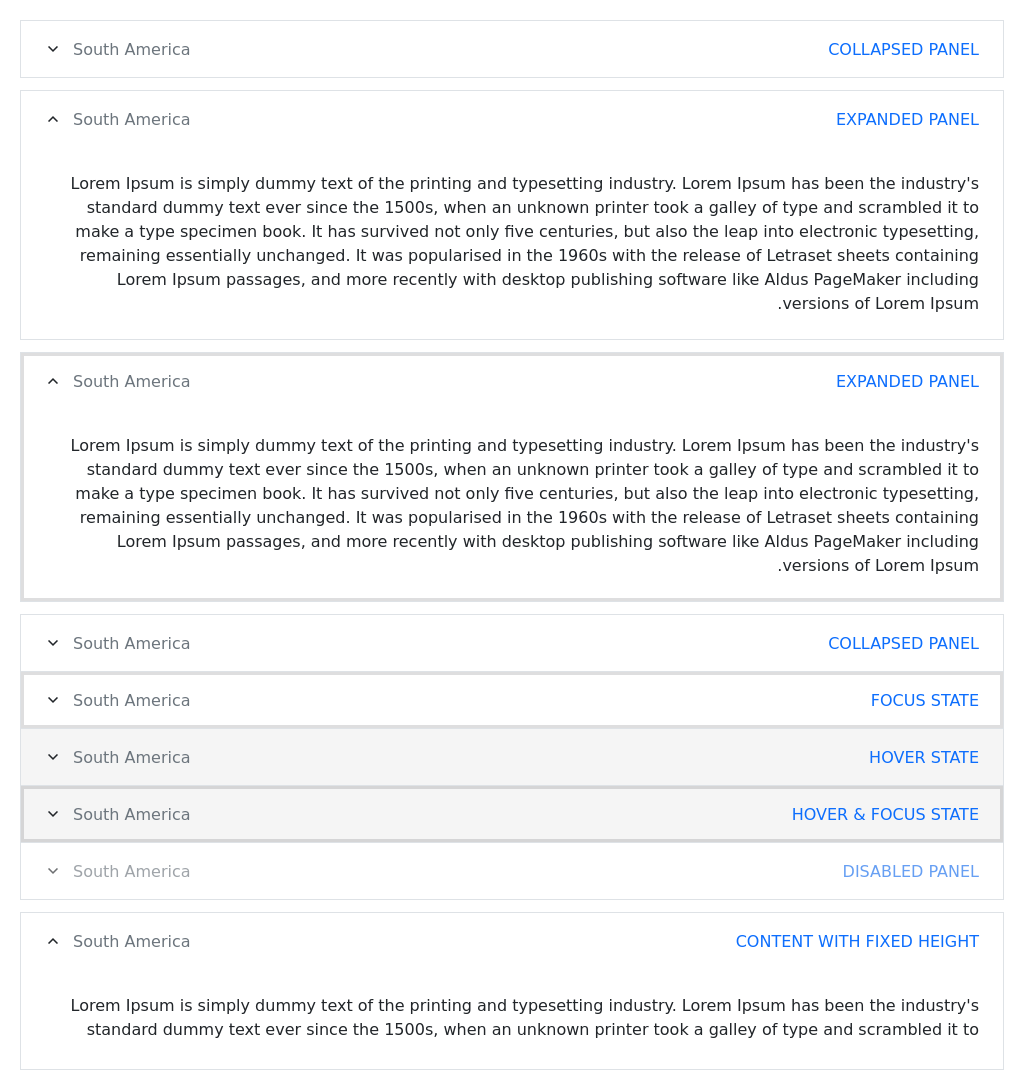 COLLAPSED PANEL South America
EXPANDED PANEL South America
Lorem Ipsum is simply dummy text of the printing and typesetting industry. Lorem Ipsum has been the industry's
standard dummy text ever since the 1500s, when an unknown printer took a galley of type and scrambled it to
make a type specimen book. It has survived not only five centuries, but also the leap into electronic typesetting,
remaining essentially unchanged. It was popularised in the 1960s with the release of Letraset sheets containing
Lorem Ipsum passages, and more recently with desktop publishing software like Aldus PageMaker including
.versions of Lorem Ipsum
EXPANDED PANEL South America
Lorem Ipsum is simply dummy text of the printing and typesetting industry. Lorem Ipsum has been the industry's
standard dummy text ever since the 1500s, when an unknown printer took a galley of type and scrambled it to
make a type specimen book. It has survived not only five centuries, but also the leap into electronic typesetting,
remaining essentially unchanged. It was popularised in the 1960s with the release of Letraset sheets containing
Lorem Ipsum passages, and more recently with desktop publishing software like Aldus PageMaker including
.versions of Lorem Ipsum
COLLAPSED PANEL South America
FOCUS STATE South America
HOVER STATE South America
HOVER & FOCUS STATE South America
DISABLED PANEL South America
CONTENT WITH FIXED HEIGHT South America
Lorem Ipsum is simply dummy text of the printing and typesetting industry. Lorem Ipsum has been the industry's
standard dummy text ever since the 1500s, when an unknown printer took a galley of type and scrambled it to